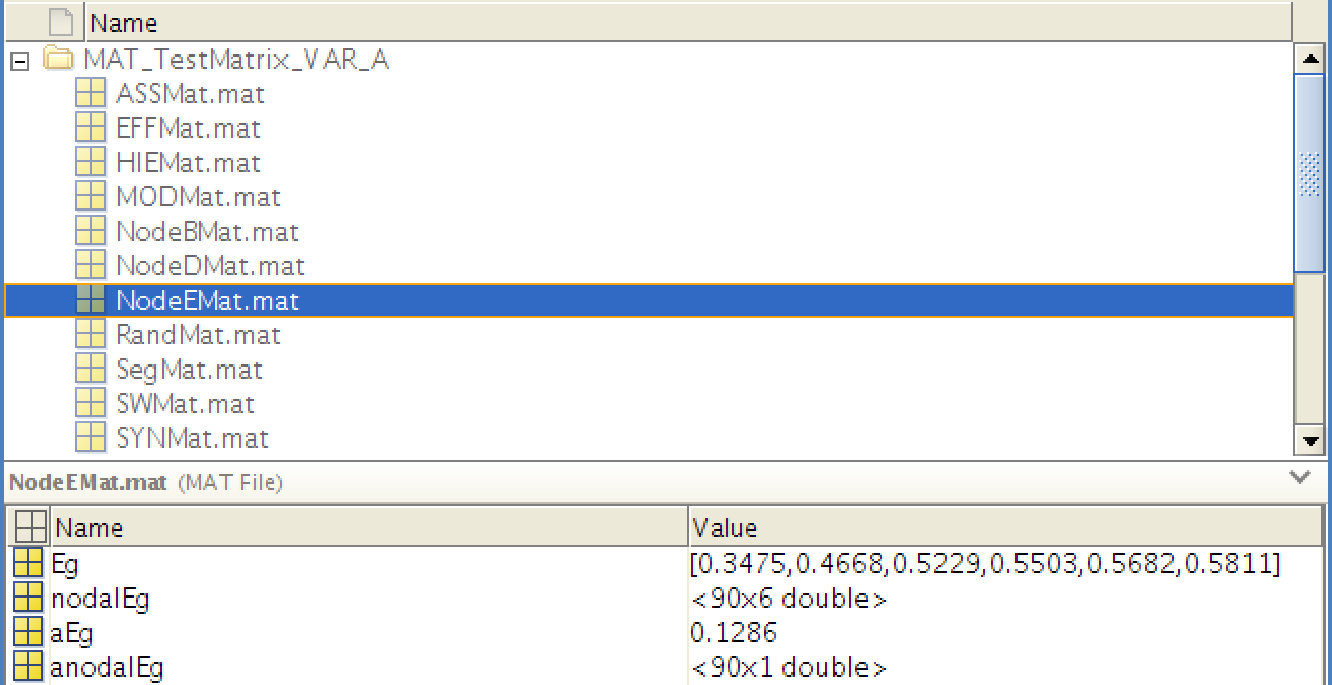 Name
MAT_TestMatrix_VAR_A
ASSMat.mat
EFFMat.mat
HIEMat.mat
MODMat.mat
NodeBMat.mat
NodeDMat.mat
NodeEMat.mat
RandMat.mat
SegMat.mat
SWMat.mat
SYNMat.mat
NodeEMat.mat (MAT File)
Name Value
Eg [0.3475,0.4668,0.5229,0.5503,0.5682,0.5811]
nodalEg <90x6 double>
aEg 0.1286
anodalEg <90x1 double>